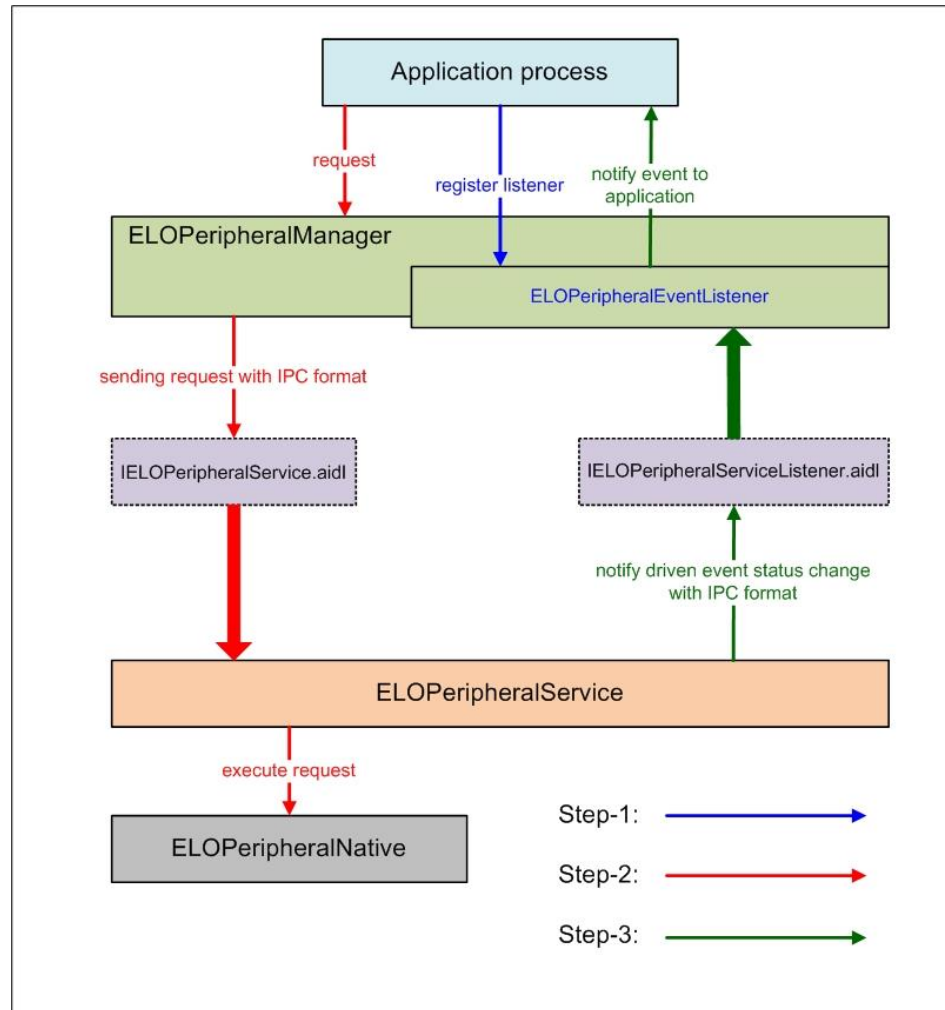 Application process
request
register listener
notify event to
application
ELOPeripheralManager
ELOPeripheralEventListener
sending request with IPC format
IELOPeripheralService.aidl
IELOPeripheralServiceListener.aidl
notify driven event status change
with IPC format
ELOPeripheralService
execute request
ELOPeripheralNative
Step-1:
Step-2:
Step-3: